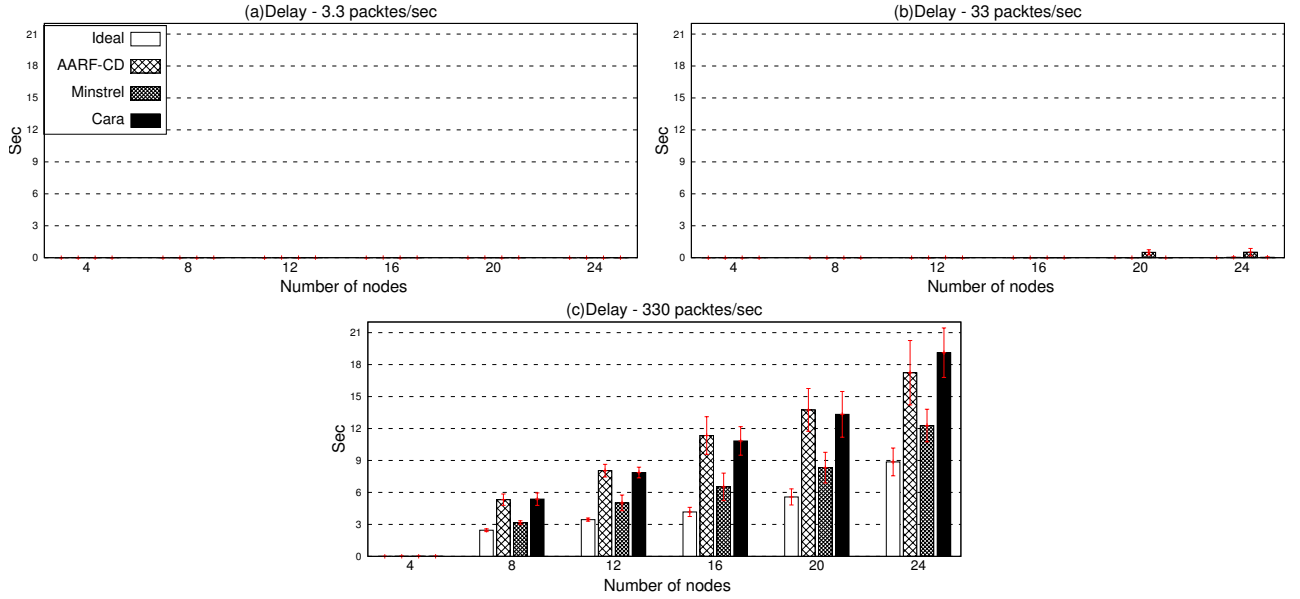 (a)Delay - 3.3 packtes/sec
21
18
15
12
9
6
3
0
Sec
Ideal
AARF-CD
Minstrel
Cara
4 8 12 16 20 24
Number of nodes
(b)Delay - 33 packtes/sec
21
18
15
12
9
6
3
0
Sec
4 8 12 16 20 24
Number of nodes
(c)Delay - 330 packtes/sec
21
18
15
12
9
6
3
0
Sec
4 8 12 16 20 24
Number of nodes